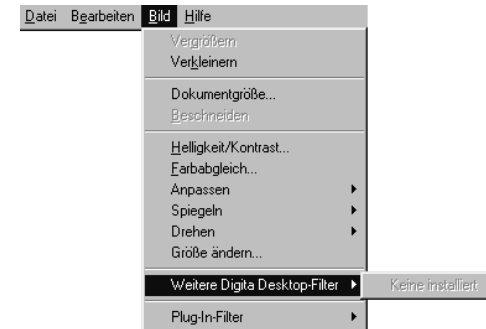 Datei Bearbeiten Bild Hilfe
Vergrößern
Verkleinern
Dokumentgröße...
Beschneiden
Helligkeit/Kontrast...
Farbabgleich...
Anpassen
Spiegeln
Drehen
Größe ändern...
Weitere Digita Desktop-Filter Keine installiert
Plug-In-Filter